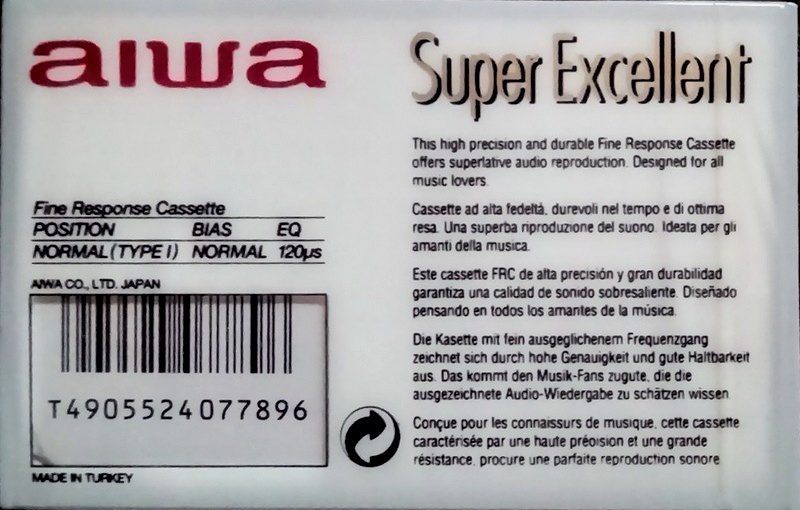 aiwa
Super Excellent
This high precision and durable Fine Response Cassette
offers superlative audio reproduction. Designed for all
music lovers.
Cassette ad alta fedeltà, durevoli nel tempo e di ottima
resa. Una superba riproduzione del suono. Ideata per gli
amanti della musica.
Este cassette FRC de alta precisión y gran durabilidad
garantiza una calidad de sonido sobresaliente. Diseñado
pensando en todos los amantes de la música.
Die Kasette mit fein ausgeglichenem Frequenzgang
zeichnet sich durch hohe Genauigkeit und gute Haltbarkeit
aus. Das kommt den Musik-Fans zugute, die die
ausgezeichnete Audio-Wiedergabe zu schätzen wissen.
Conçue pour les connaissurs de musique, cette cassette
caractérisée par une haute préoision et une grande
résistance, procure une parfaite reproduction sonore.
Fine Response Cassette
POSITION BIAS EQ
NORMAL (TYPE I) NORMAL 120µs
AIWA CO., LTD. JAPAN
T4905524077896
MADE IN TURKEY